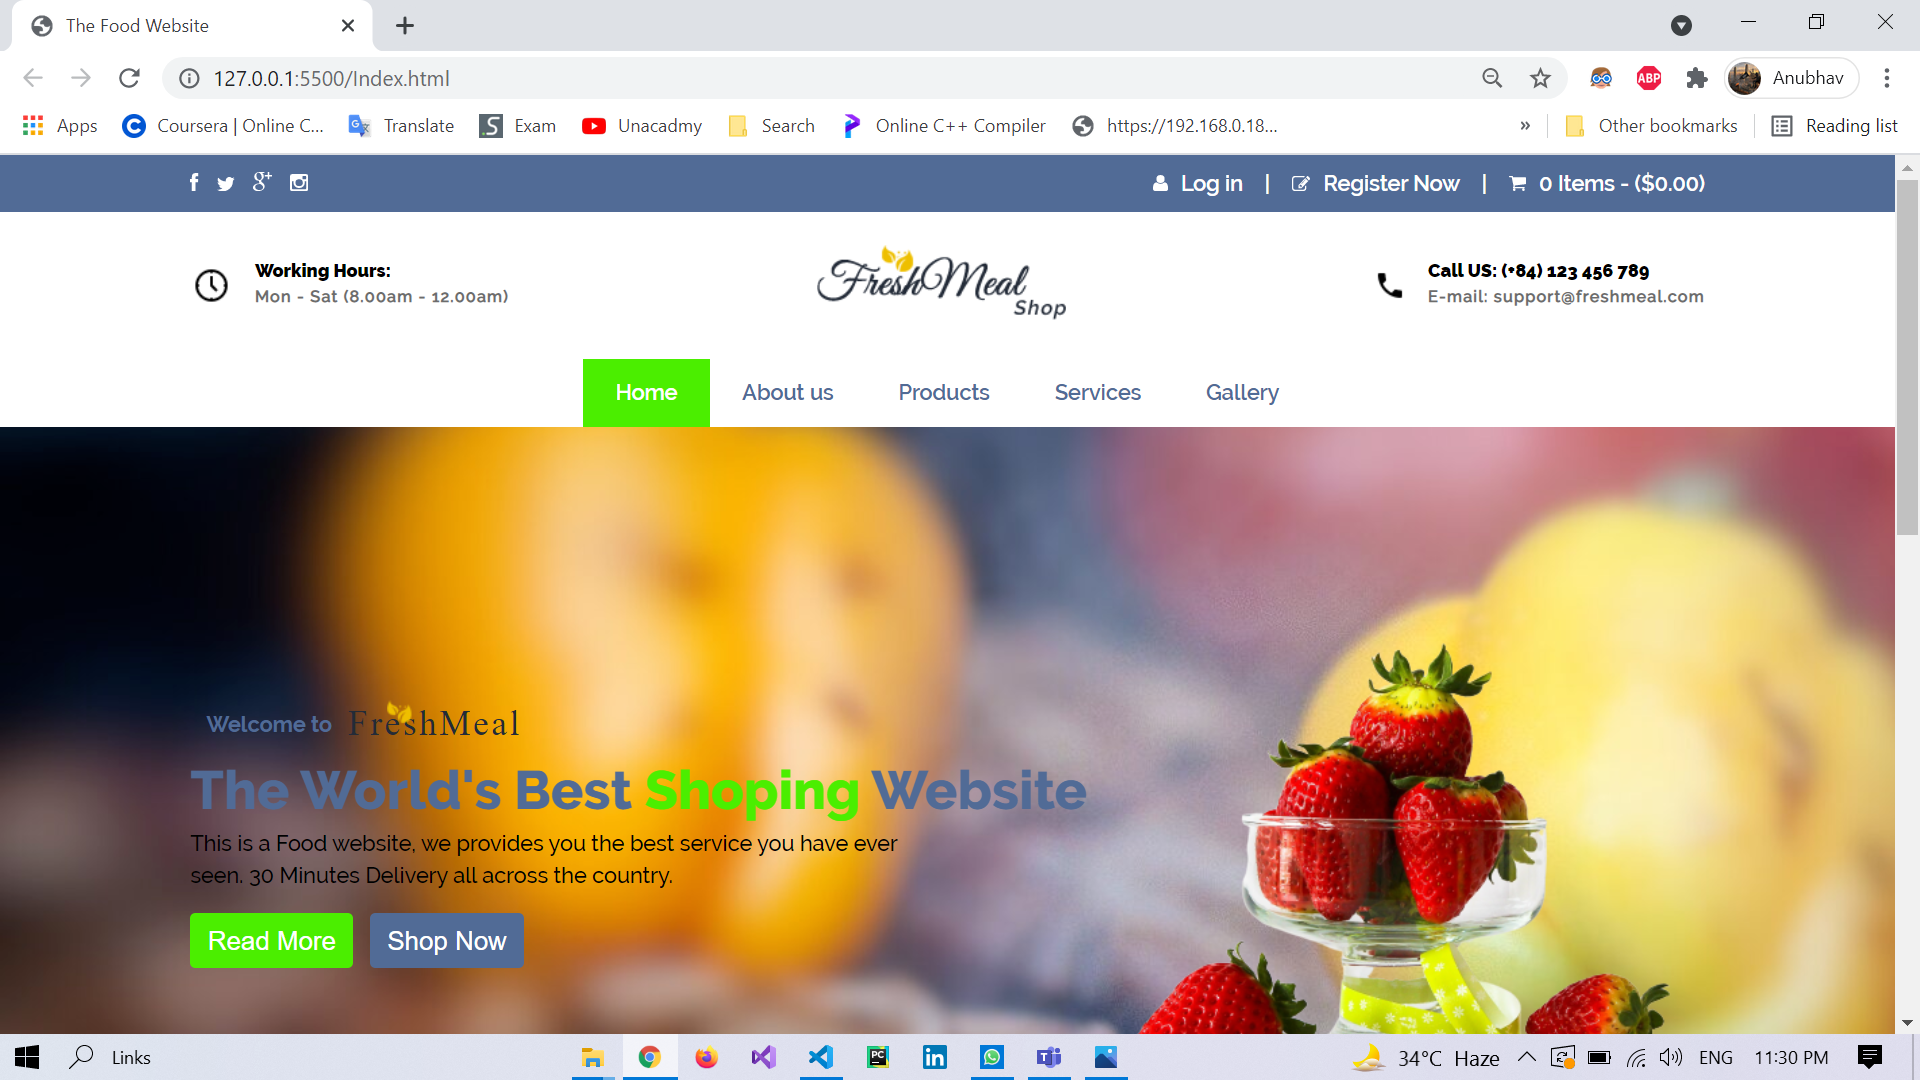 The Food Website
127.0.0.1:5500/Index.html
ABP
Anubhav
Apps
Coursera | Online C...
Translate
Exam
Unacadmy
Search
Online C++ Compiler
https://192.168.0.18...
»
Other bookmarks
Reading list
Log in | Register Now | 0 Items - ($0.00)
Working Hours:
Mon - Sat (8.00am - 12.00am)
FreshMeal
Shop
Call US: (+84) 123 456 789
E-mail: support@freshmeal.com
Home
About us
Products
Services
Gallery
Welcome to FreshMeal
The World's Best Shoping Website
This is a Food website, we provides you the best service you have ever
seen. 30 Minutes Delivery all across the country.
Read More
Shop Now
Links
34°C Haze
ENG
11:30 PM